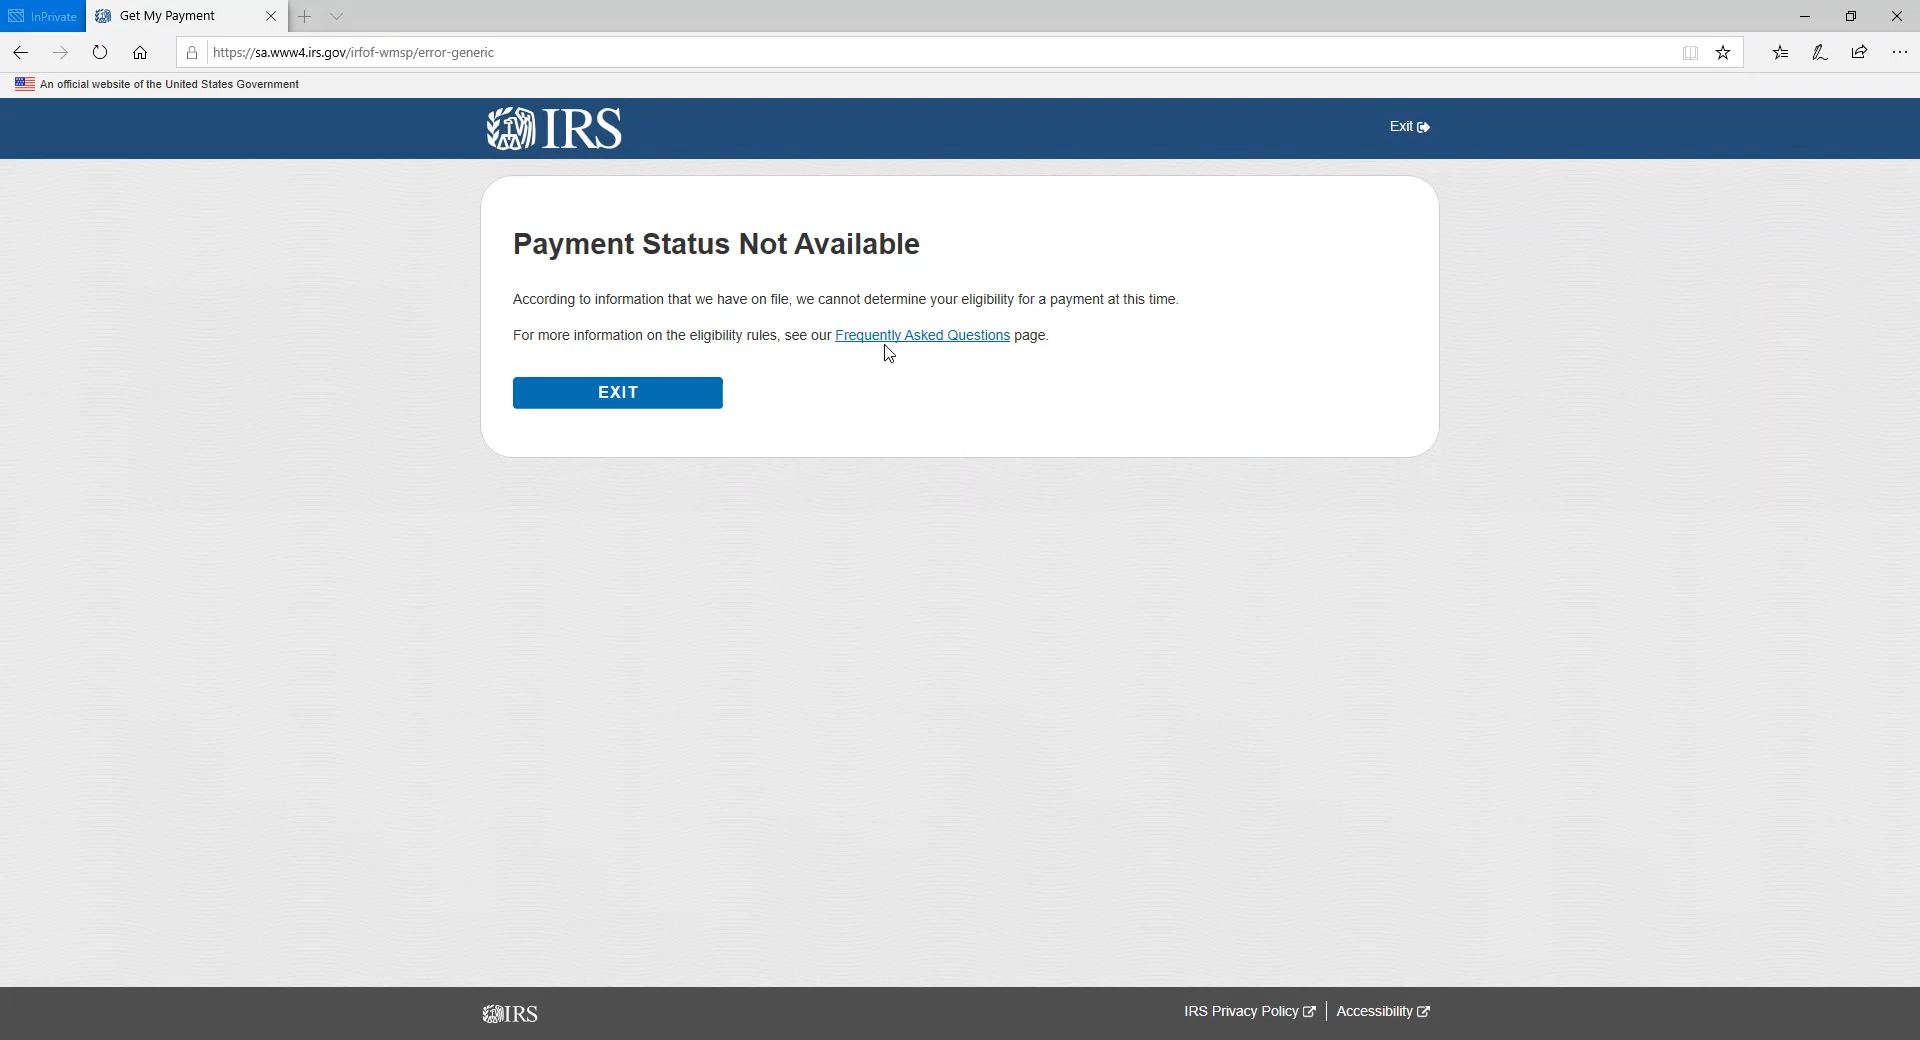 InPrivate
Get My Payment
https://sa.www4.irs.gov/irfof-wmsp/error-generic
An official website of the United States Government
IRS
Exit
Payment Status Not Available
According to information that we have on file, we cannot determine your eligibility for a payment at this time.
For more information on the eligibility rules, see our Frequently Asked Questions page.
EXIT
IRS
IRS Privacy Policy
Accessibility